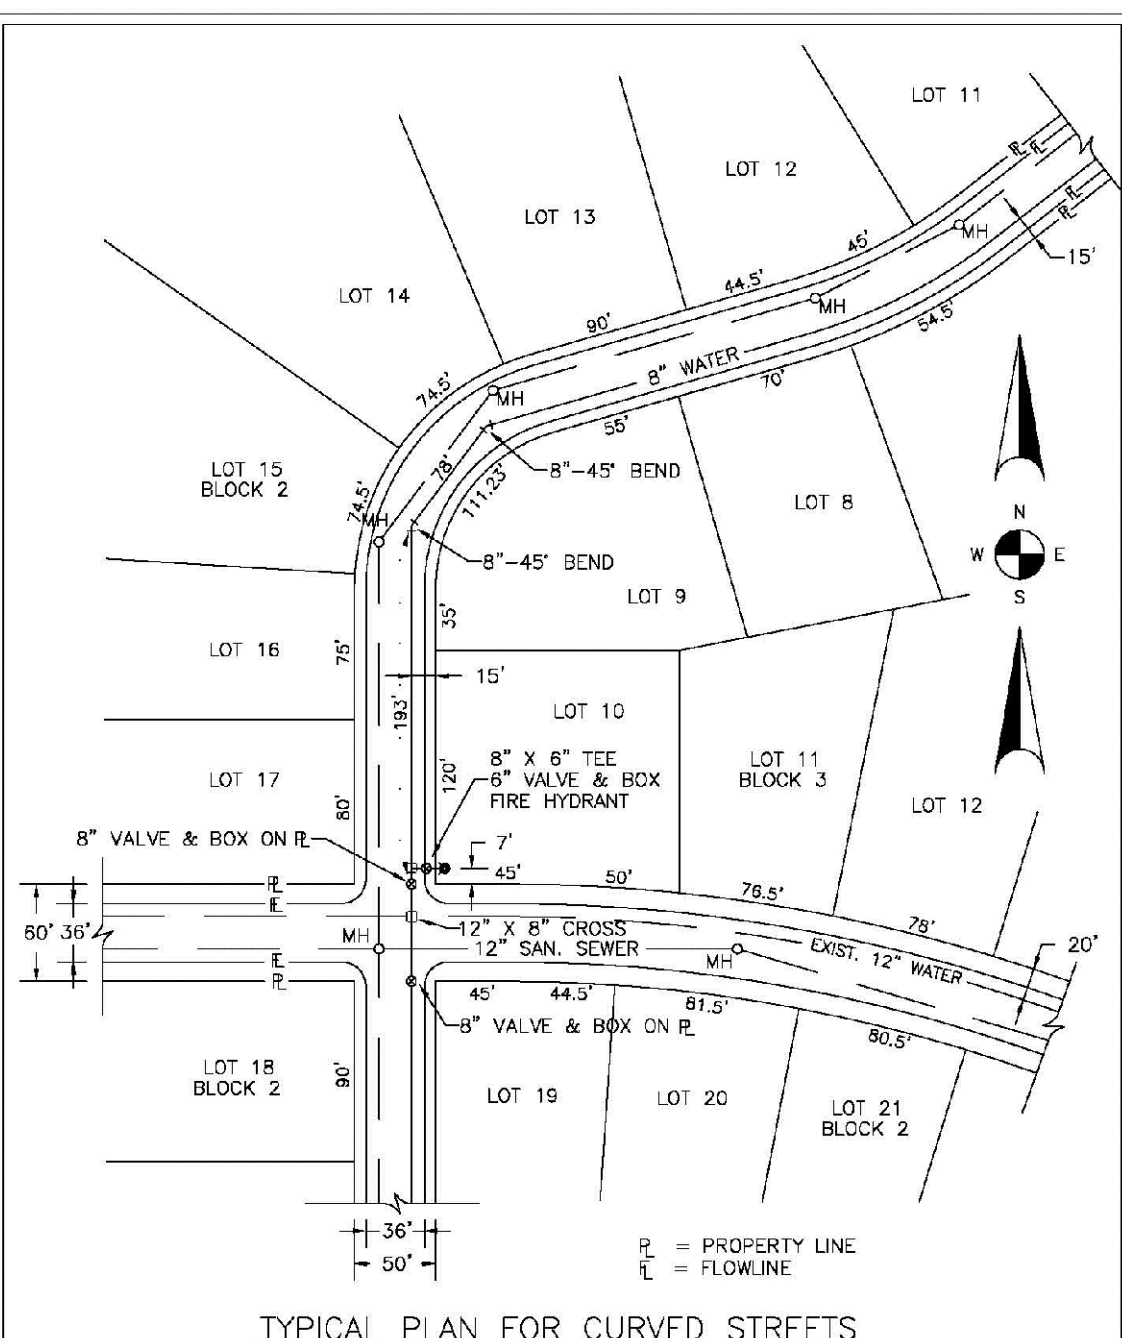 LOT 11
LOT 12
℄ ℄
LOT 13
℄
℄
MH
45'
15'
44.5'
LOT 14
MH
90'
54.5'
8" WATER
74.5'
MH
70'
55'
LOT 15
BLOCK 2
78'
8"-45° BEND
111.23'
74.5'
LOT 8
MH
N
W E
S
8"-45° BEND
LOT 9
35'
LOT 16
75'
15'
193'
LOT 10
8" X 6" TEE
6" VALVE & BOX
FIRE HYDRANT
LOT 11
BLOCK 3
LOT 17
120'
80'
LOT 12
8" VALVE & BOX ON PL
7'
45'
50'
76.5'
78'
PL
FL
60' 36'
12" X 8" CROSS
MH
12" SAN. SEWER
MH
EXIST. 12" WATER
20'
FL
PL
45'
44.5'
81.5'
80.5'
8" VALVE & BOX ON PL
LOT 18
BLOCK 2
90'
LOT 19
LOT 20
LOT 21
BLOCK 2
36'
50'
PL = PROPERTY LINE
FL = FLOWLINE
TYPICAL PLAN FOR CURVED STREETS